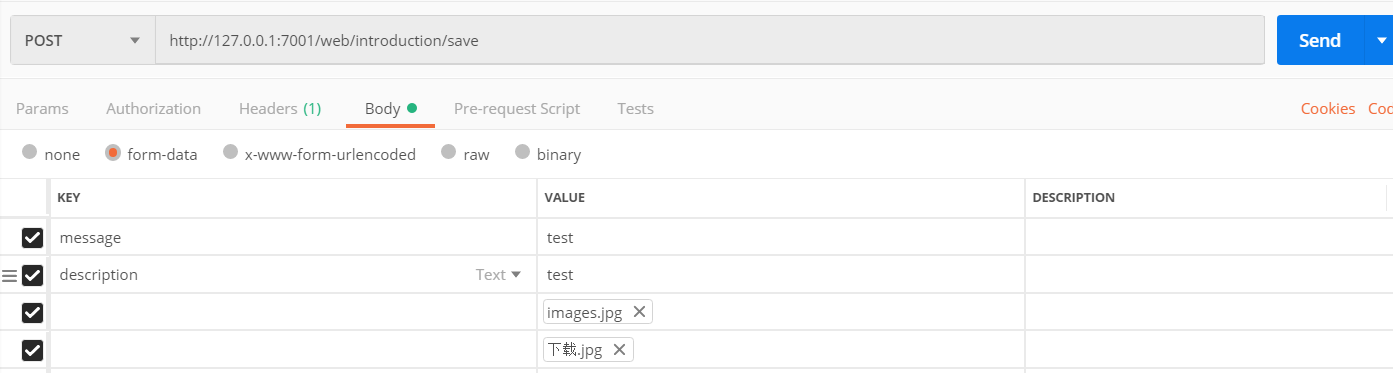 POST http://127.0.0.1:7001/web/introduction/save Send
Params Authorization Headers (1) Body Pre-request Script Tests Cookies Cod
none form-data x-www-form-urlencoded raw binary
KEY VALUE DESCRIPTION
message test
description Text test
images.jpg
下载.jpg